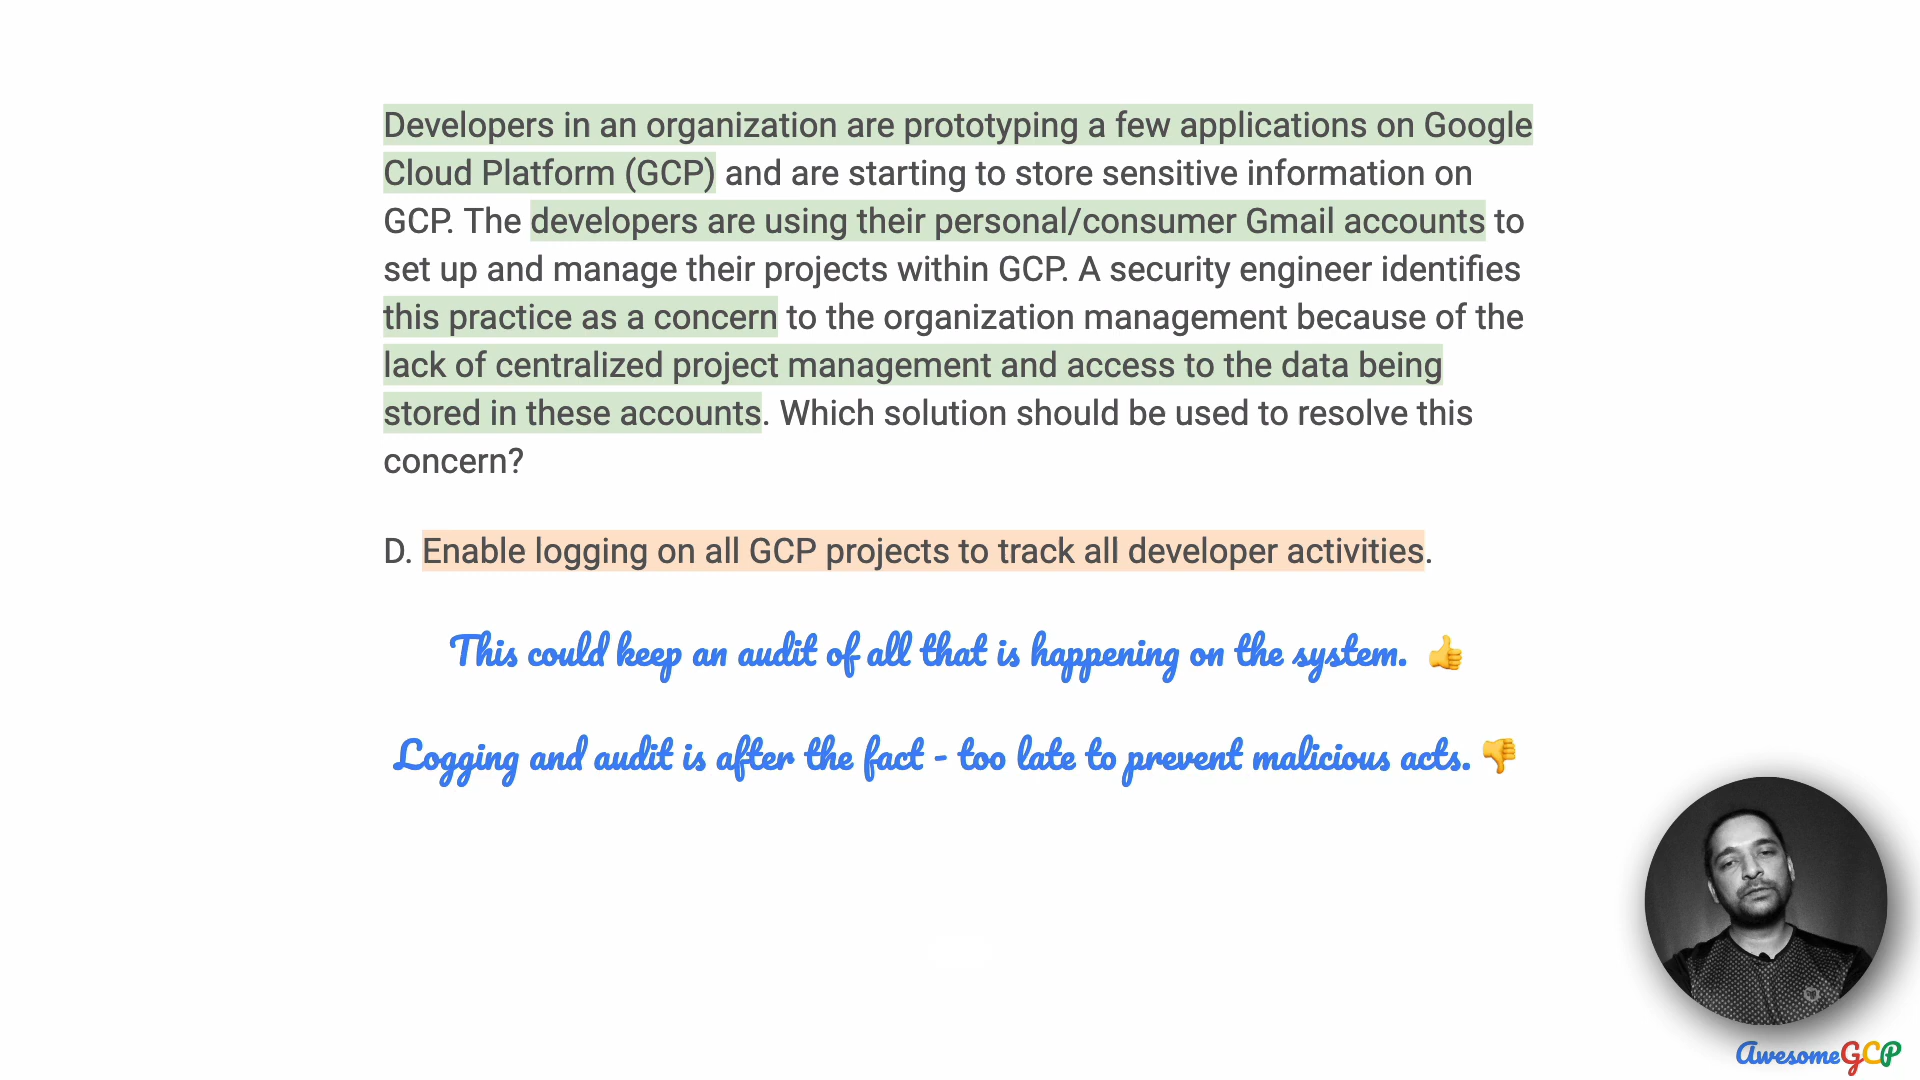 Developers in an organization are prototyping a few applications on Google
Cloud Platform (GCP) and are starting to store sensitive information on
GCP. The developers are using their personal/consumer Gmail accounts to
set up and manage their projects within GCP. A security engineer identifies
this practice as a concern to the organization management because of the
lack of centralized project management and access to the data being
stored in these accounts. Which solution should be used to resolve this
concern?
D. Enable logging on all GCP projects to track all developer activities.
This could keep an audit of all that is happening on the system. 👍
Logging and audit is after the fact - too late to prevent malicious acts. 👎
AwesomeGCP